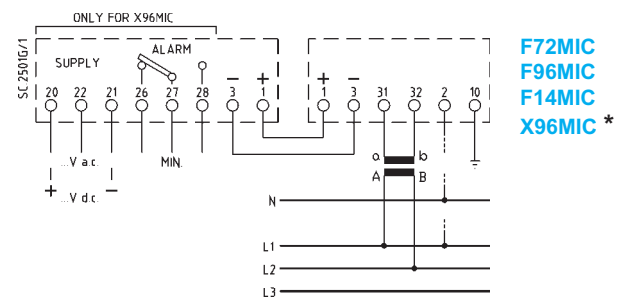 ONLY FOR X96MIC
SC 2501G/1
SUPPLY
ALARM
− + + −
20 22 21 26 27 28 3 1 1 3 31 32 2 10
...V a.c.
MIN.
+ ...V d.c. −
a b
A B
N
L1
L2
L3
F72MIC
F96MIC
F14MIC
X96MIC *